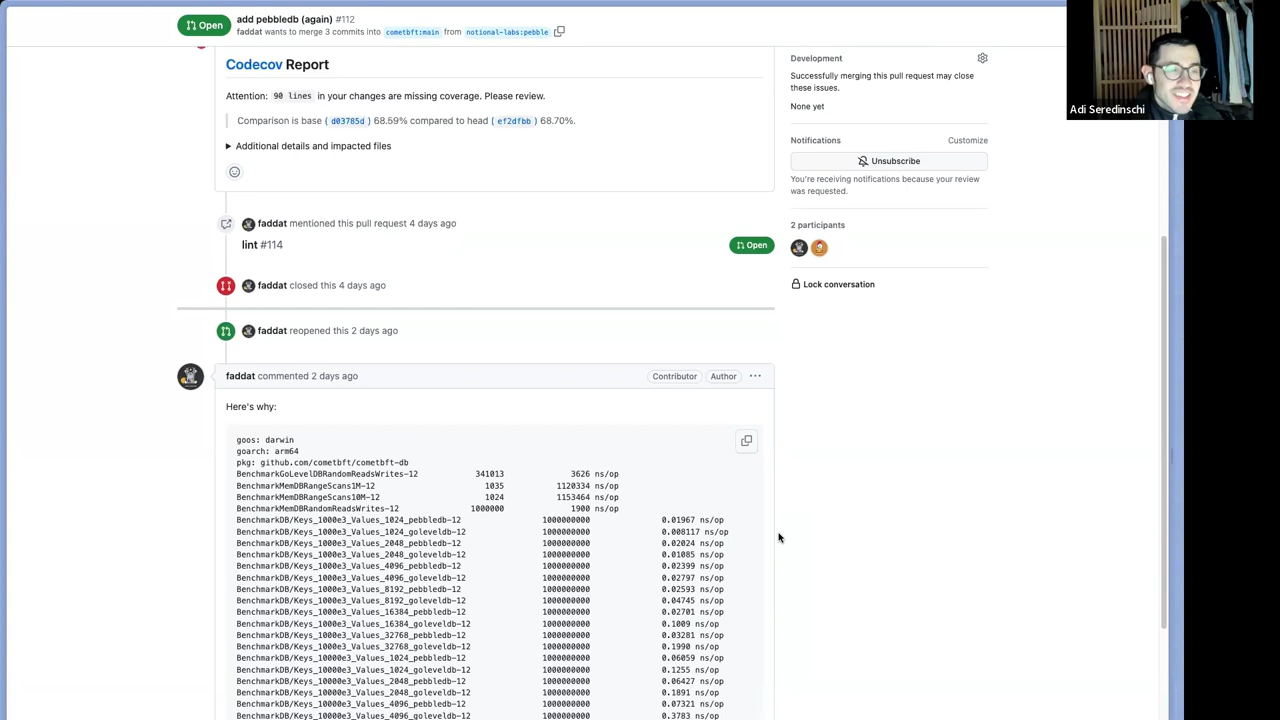 Open
add pebbledb (again) #112
faddat wants to merge 3 commits into cometbft:main from notional-labs:pebble
Codecov Report
Attention: 90 lines in your changes are missing coverage. Please review.
Comparison is base (d03785d) 68.59% compared to head (ef2dfbb) 68.70%.
Additional details and impacted files
faddat mentioned this pull request 4 days ago
lint #114
Open
faddat closed this 4 days ago
faddat reopened this 2 days ago
faddat commented 2 days ago
Contributor
Author
Here's why:
goos: darwin
goarch: arm64
pkg: github.com/cometbft/cometbft-db
BenchmarkGoLevelDBRandomReadsWrites-12 341013 3626 ns/op
BenchmarkMemDBRangeScans1M-12 1035 1120334 ns/op
BenchmarkMemDBRangeScans10M-12 1024 1153464 ns/op
BenchmarkMemDBRandomReadsWrites-12 1000000 1900 ns/op
BenchmarkDB/Keys_1000e3_Values_1024_pebbledb-12 1000000000 0.01967 ns/op
BenchmarkDB/Keys_1000e3_Values_1024_goleveldb-12 1000000000 0.008117 ns/op
BenchmarkDB/Keys_1000e3_Values_2048_pebbledb-12 1000000000 0.02024 ns/op
BenchmarkDB/Keys_1000e3_Values_2048_goleveldb-12 1000000000 0.01085 ns/op
BenchmarkDB/Keys_1000e3_Values_4096_pebbledb-12 1000000000 0.02399 ns/op
BenchmarkDB/Keys_1000e3_Values_4096_goleveldb-12 1000000000 0.02797 ns/op
BenchmarkDB/Keys_1000e3_Values_8192_pebbledb-12 1000000000 0.02593 ns/op
BenchmarkDB/Keys_1000e3_Values_8192_goleveldb-12 1000000000 0.04745 ns/op
BenchmarkDB/Keys_1000e3_Values_16384_pebbledb-12 1000000000 0.02701 ns/op
BenchmarkDB/Keys_1000e3_Values_16384_goleveldb-12 1000000000 0.1009 ns/op
BenchmarkDB/Keys_1000e3_Values_32768_pebbledb-12 1000000000 0.03281 ns/op
BenchmarkDB/Keys_1000e3_Values_32768_goleveldb-12 1000000000 0.1990 ns/op
BenchmarkDB/Keys_10000e3_Values_1024_pebbledb-12 1000000000 0.06059 ns/op
BenchmarkDB/Keys_10000e3_Values_1024_goleveldb-12 1000000000 0.1255 ns/op
BenchmarkDB/Keys_10000e3_Values_2048_pebbledb-12 1000000000 0.06427 ns/op
BenchmarkDB/Keys_10000e3_Values_2048_goleveldb-12 1000000000 0.1891 ns/op
BenchmarkDB/Keys_10000e3_Values_4096_pebbledb-12 1000000000 0.07321 ns/op
BenchmarkDB/Keys_10000e3_Values_4096_goleveldb-12 1000000000 0.3783 ns/op
Development
Successfully merging this pull request may close
these issues.
None yet
Notifications
Customize
Unsubscribe
You're receiving notifications because your review
was requested.
2 participants
Lock conversation
Adi Seredinschi